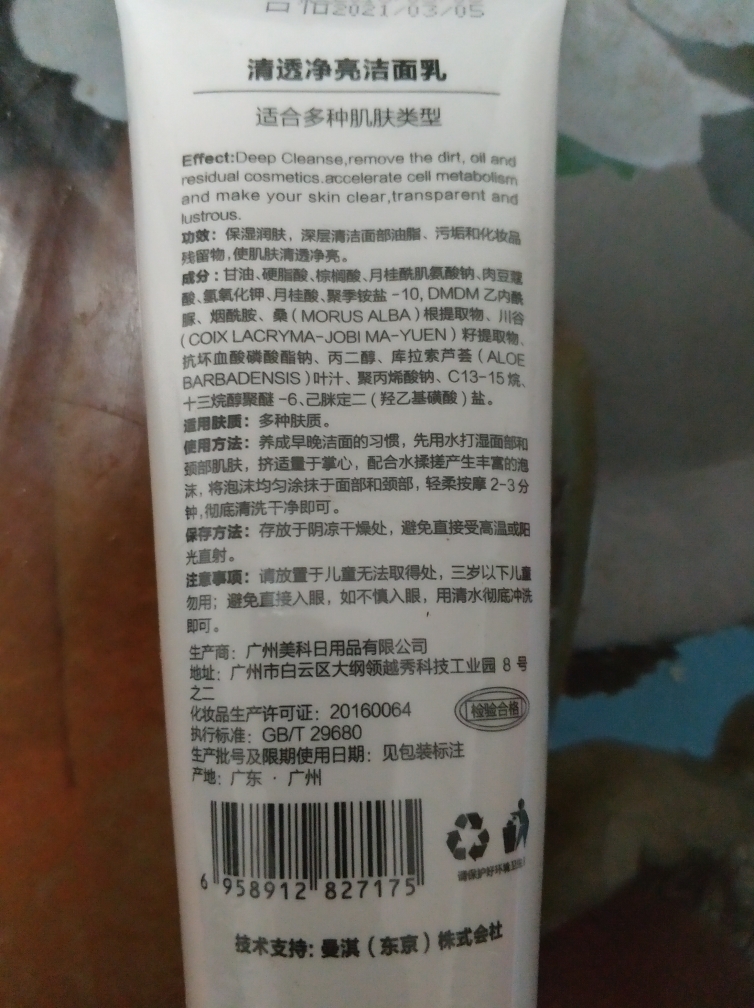 合格2021/03/05
清透净亮洁面乳
适合多种肌肤类型
Effect:Deep Cleanse,remove the dirt, oil and
residual cosmetics.accelerate cell metabolism
and make your skin clear,transparent and
lustrous.
功效：保湿润肤，深层清洁面部油脂、污垢和化妆品
残留物,使肌肤清透净亮。
成分：甘油、硬脂酸、棕榈酸、月桂酰肌氨酸钠、肉豆蔻
酸、氢氧化钾、月桂酸、聚季铵盐-10, DMDM 乙内酰
脲、烟酰胺、桑（MORUS ALBA）根提取物、川谷
（COIX LACRYMA-JOBI MA-YUEN）籽提取物、
抗坏血酸磷酸酯钠、丙二醇、库拉索芦荟（ALOE
BARBADENSIS）叶汁、聚丙烯酸钠、C13-15 烷、
十三烷醇聚醚-6、己脒定二（羟乙基磺酸）盐。
适用肤质：多种肤质。
使用方法：养成早晚洁面的习惯，先用水打湿面部和
颈部肌肤，挤适量于掌心，配合水揉搓产生丰富的泡
沫，将泡沫均匀涂抹于面部和颈部，轻柔按摩2-3分
钟,彻底清洗干净即可。
保存方法：存放于阴凉干燥处，避免直接受高温或阳
光直射。
注意事项：请放置于儿童无法取得处，三岁以下儿童
勿用；避免直接入眼，如不慎入眼，用清水彻底冲洗
即可。
生产商：广州美科日用品有限公司
地址：广州市白云区大纲领越秀科技工业园 8 号
之二
化妆品生产许可证：20160064
检验合格
执行标准：GB/T 29680
生产批号及限期使用日期：见包装标注
产地：广东·广州
6 958912 827175
请保护好环境卫生
技术支持：曼淇（东京）株式会社